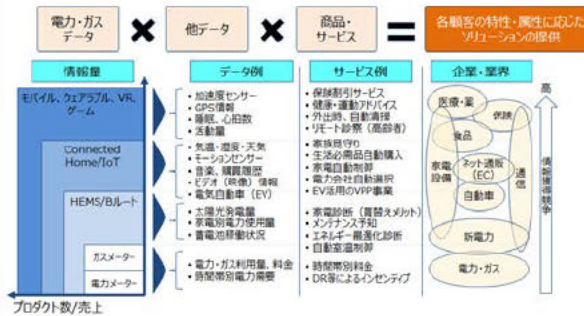 電力・ガス
データ
他データ
商品・
サービス
各顧客の特性・属性に応じた
ソリューションの提供
情報量
データ例
サービス例
企業・業界
モバイル、ウェアラブル、VR、
ゲーム
Connected
Home/IoT
HEMS/Bルート
ガスメーター
電力メーター
プロダクト数/売上
・加速度センサー
・GPS情報
・睡眠、心拍数
・活動量
・気温・湿度・天気
・モーションセンサー
・音楽、購買履歴
・ビデオ（映像）情報
・電気自動車（EV）
・太陽光発電量
・家電別電力使用量
・蓄電池稼働状況
・電力・ガス利用量、料金
・時間帯別電力需要
・保険割引サービス
・健康・運動アドバイス
・外出時、自動清掃
・リモート診察（高齢者）
・家族見守り
・生活必需品自動購入
・家電自動制御
・電力会社自動選択
・EV活用のVPP事業
・家電診断（買替えメリット）
・メンテナンス予知
・エネルギー最適化診断
・自動室温制御
・時間帯別料金
・DR等によるインセンティブ
医療・薬
保険
食品
家電
設備
ネット通販
（EC）
自動車
通信
新電力
電力・ガス
高
情報獲得競争